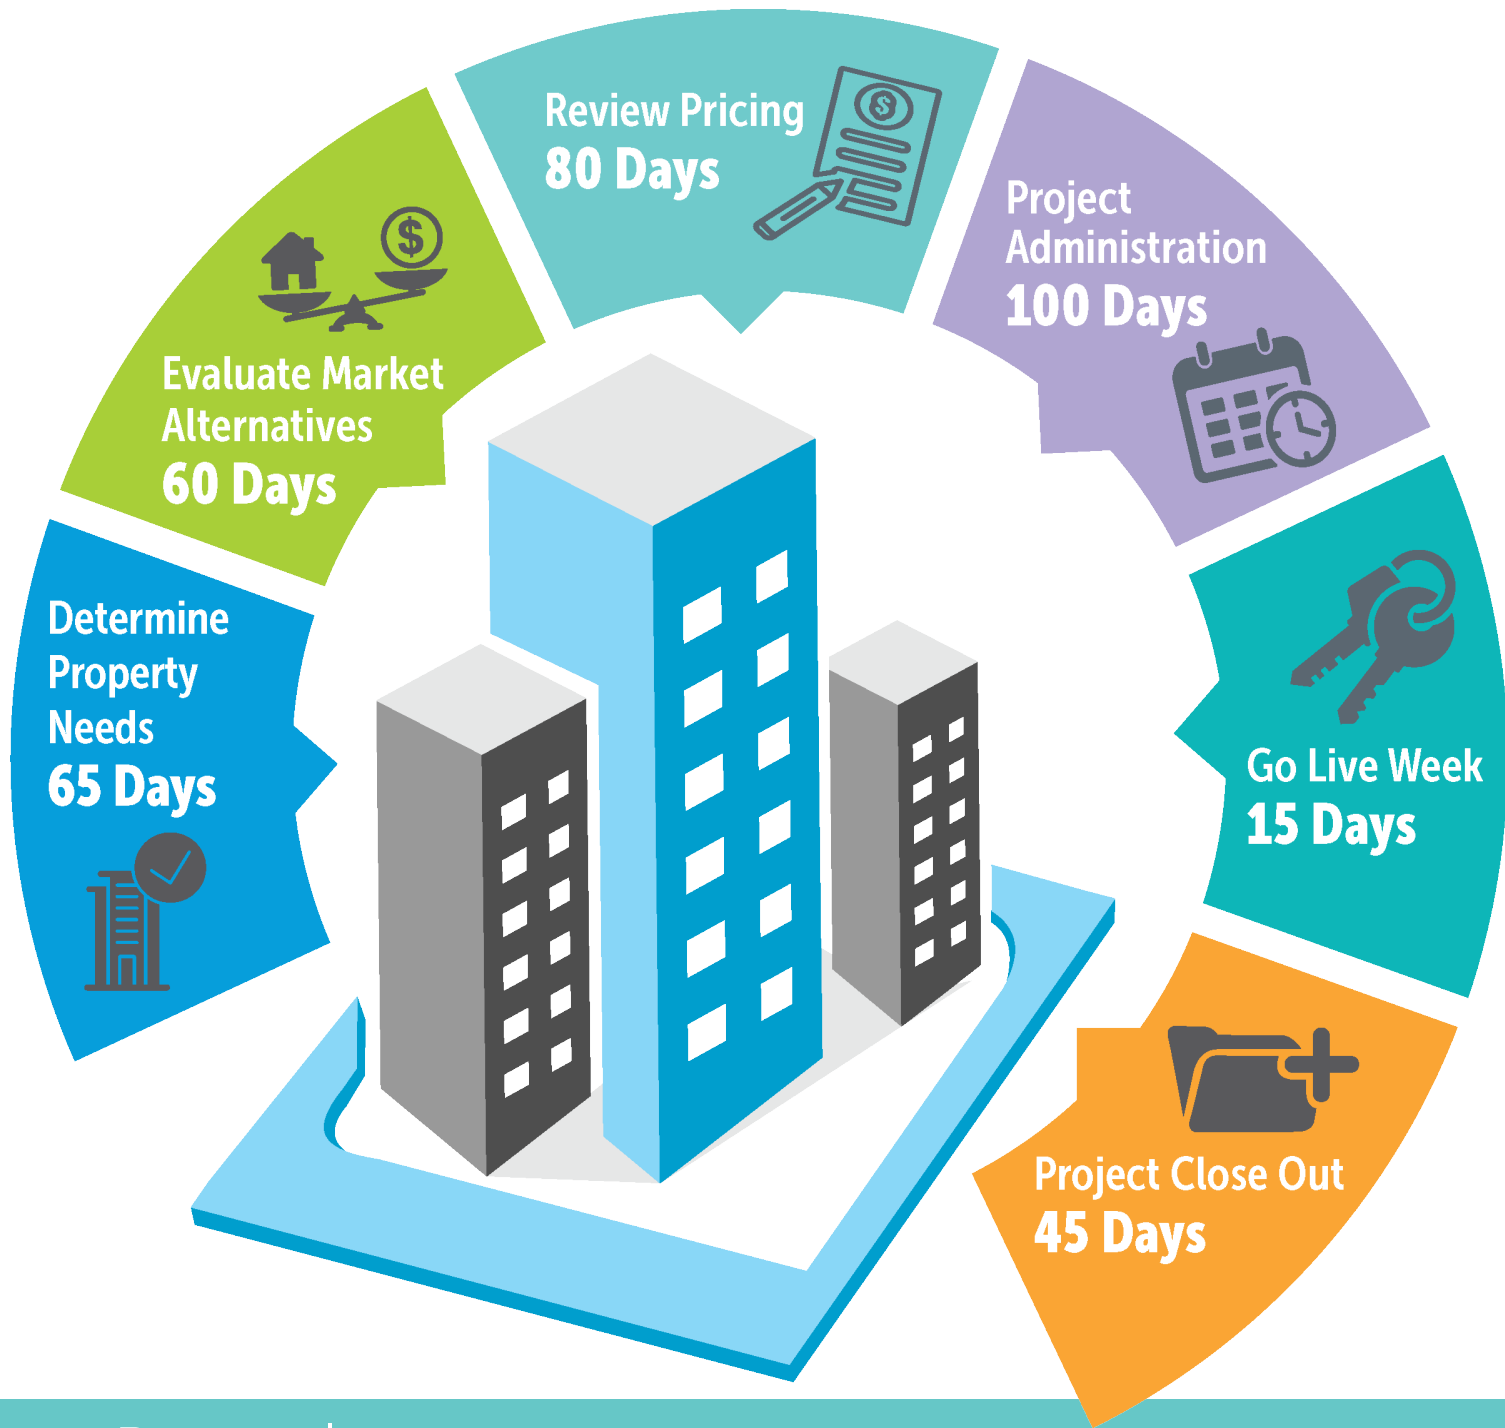 Review Pricing
80 Days
Project
Administration
100 Days
Evaluate Market
Alternatives
60 Days
Determine
Property
Needs
65 Days
Go Live Week
15 Days
Project Close Out
45 Days